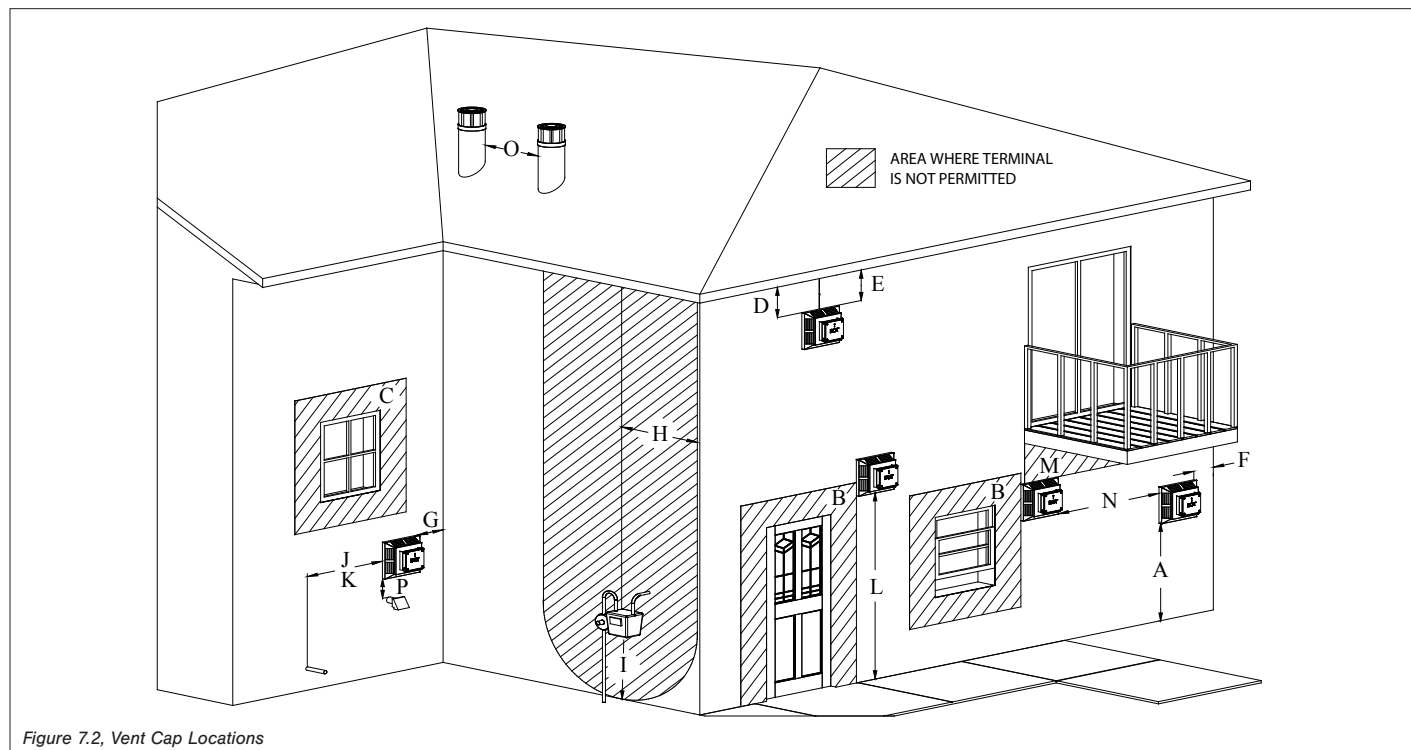 O
AREA WHERE TERMINAL
IS NOT PERMITTED
D
E
C
H
B
B
M
F
N
G
J
K
P
L
A
I
Figure 7.2, Vent Cap Locations